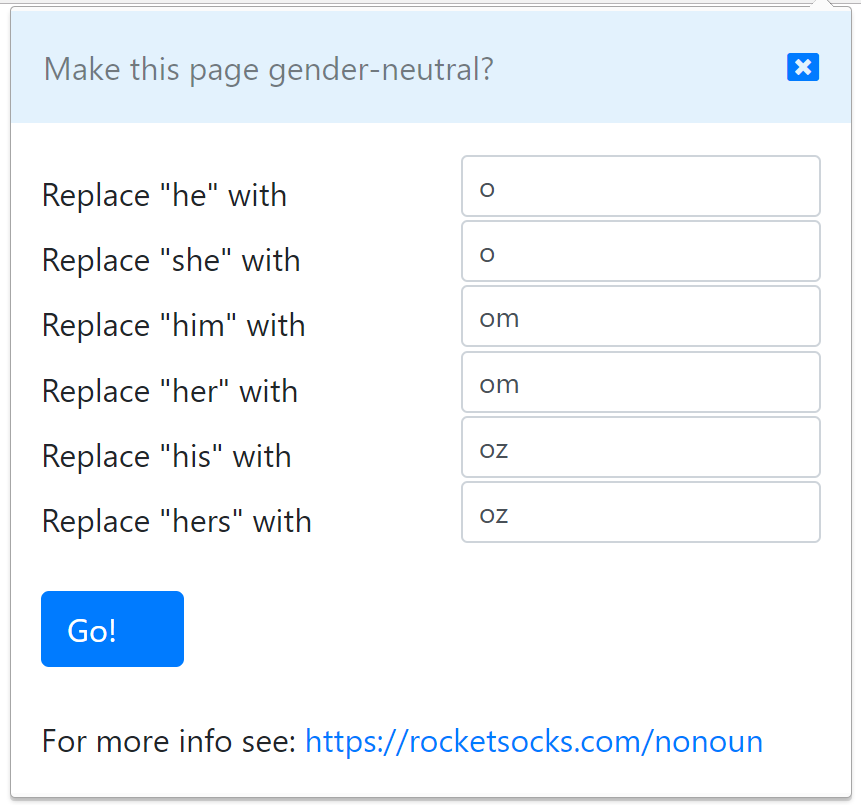 Make this page gender-neutral?
Replace "he" with o
Replace "she" with o
Replace "him" with om
Replace "her" with om
Replace "his" with oz
Replace "hers" with oz
Go!
For more info see: https://rocketsocks.com/nonoun